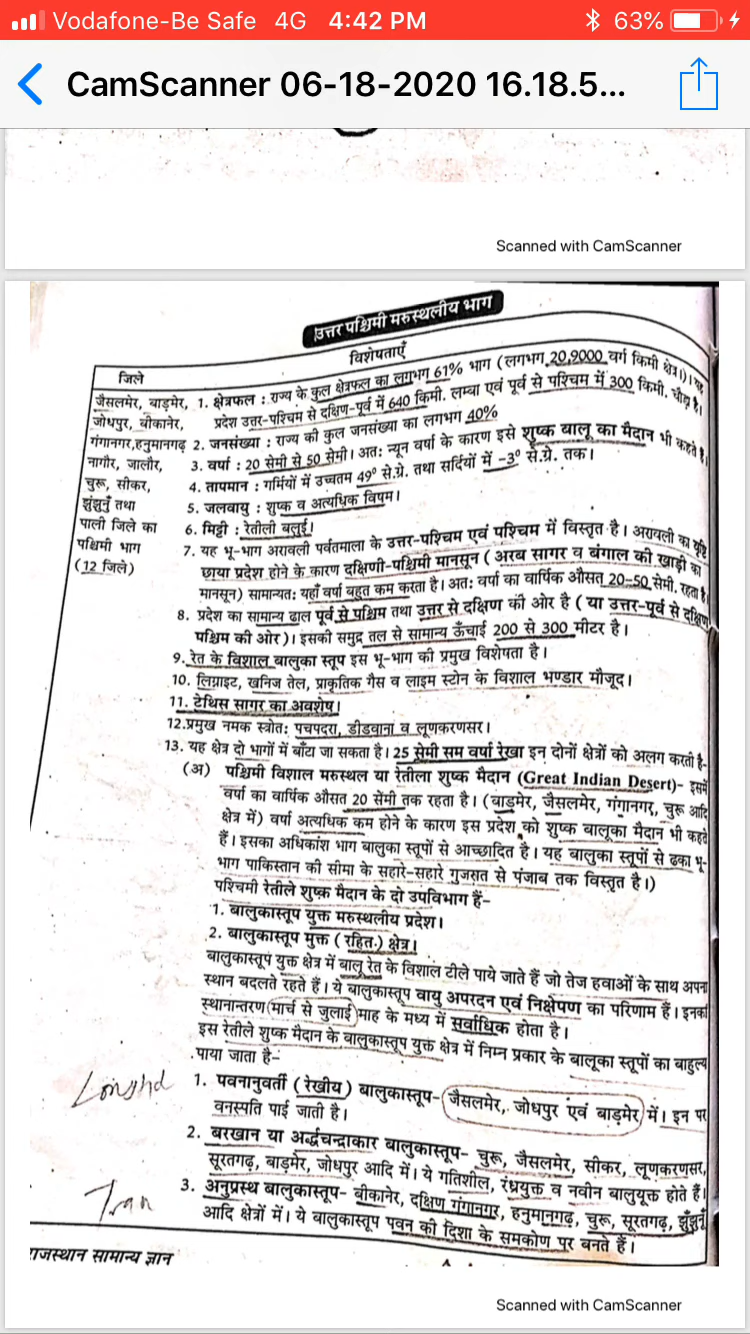 Vodafone-Be Safe 4G 4:42 PM 63%
CamScanner 06-18-2020 16.18.5...
Scanned with CamScanner
उत्तर पश्चिमी मरुस्थलीय भाग
जिले
विशेषताएँ
जैसलमेर, बाड़मेर,
जोधपुर, बीकानेर,
गंगानगर,हनुमानगढ़
नागौर, जालौर,
चुरू, सीकर,
झुंझुनूँ तथा
पाली जिले का
पश्चिमी भाग
(12 जिले)
1. क्षेत्रफल : राज्य के कुल क्षेत्रफल का लगभग 61% भाग (लगभग 20,9000 वर्ग किमी क्षेत्र)। यह
प्रदेश उत्तर-पश्चिम से दक्षिण-पूर्व में 640 किमी. लम्बा एवं पूर्व से पश्चिम में 300 किमी. चौड़ा है।
2. जनसंख्या : राज्य की कुल जनसंख्या का लगभग 40%
3. वर्षा : 20 सेमी से 50 सेमी। अतः न्यून वर्षा के कारण इसे शुष्क बालू का मैदान भी कहते हैं।
4. तापमान : गर्मियों में उच्चतम 49° से.ग्रे. तथा सर्दियों में -3° से.ग्रे. तक।
5. जलवायु : शुष्क व अत्यधिक विषम।
6. मिट्टी : रेतीली बलुई।
7. यह भू-भाग अरावली पर्वतमाला के उत्तर-पश्चिम एवं पश्चिम में विस्तृत है। अरावली का वृष्टि
छाया प्रदेश होने के कारण दक्षिणी-पश्चिमी मानसून ( अरब सागर व बंगाल की खाड़ी का
मानसून) सामान्यतः यहाँ वर्षा बहुत कम करता है। अतः वर्षा का वार्षिक औसत 20-50 सेमी. रहता है।
8. प्रदेश का सामान्य ढाल पूर्व से पश्चिम तथा उत्तर से दक्षिण की ओर है ( या उत्तर-पूर्व से दक्षिण
पश्चिम की ओर )। इसकी समुद्र तल से सामान्य ऊँचाई 200 से 300 मीटर है।
9. रेत के विशाल बालुका स्तूप इस भू-भाग की प्रमुख विशेषता है।
10. लिग्नाइट, खनिज तेल, प्राकृतिक गैस व लाइम स्टोन के विशाल भण्डार मौजूद।
11. टेथिस सागर का अवशेष।
12.प्रमुख नमक स्त्रोत: पचपदरा, डीडवाना व लूणकरणसर।
13. यह क्षेत्र दो भागों में बाँटा जा सकता है। 25 सेमी सम वर्षा रेखा इन दोनों क्षेत्रों को अलग करती है-
(अ) पश्चिमी विशाल मरुस्थल या रेतीला शुष्क मैदान (Great Indian Desert)- इसमें
वर्षा का वार्षिक औसत 20 सेंमी तक रहता है। (बाड़मेर, जैसलमेर, गंगानगर, चुरू आदि
क्षेत्र में) वर्षा अत्यधिक कम होने के कारण इस प्रदेश को शुष्क बालूका मैदान भी कहते
हैं। इसका अधिकांश भाग बालुका स्तूपों से आच्छादित है। यह बालुका स्तूपों से ढका भू-
भाग पाकिस्तान की सीमा के सहारे-सहारे गुजरात से पंजाब तक विस्तृत है।)
पश्चिमी रेतीले शुष्क मैदान के दो उपविभाग हैं-
1. बालुकास्तूप युक्त मरुस्थलीय प्रदेश।
2. बालुकास्तूप मुक्त ( रहित ) क्षेत्र।
बालुकास्तूप युक्त क्षेत्र में बालू रेत के विशाल टीले पाये जाते हैं जो तेज हवाओं के साथ अपना
स्थान बदलते रहते हैं। ये बालुकास्तूप वायु अपरदन एवं निक्षेपण का परिणाम हैं। इनका
स्थानान्तरण मार्च से जुलाई माह के मध्य में सर्वाधिक होता है।
इस रेतीले शुष्क मैदान के बालुकास्तूप युक्त क्षेत्र में निम्न प्रकार के बालूका स्तूपों का बाहुल्य
पाया जाता है-
1. पवनानुवर्ती ( रेखीय ) बालुकास्तूप- जैसलमेर, जोधपुर एवं बाड़मेर में। इन पर
वनस्पति पाई जाती है।
2. बरखान या अर्द्धचन्द्राकार बालुकास्तूप- चुरू, जैसलमेर, सीकर, लूणकरणसर,
सूरतगढ़, बाड़मेर, जोधपुर आदि में। ये गतिशील, रंध्रयुक्त व नवीन बालुयूक्त होते हैं।
3. अनुप्रस्थ बालुकास्तूप- बीकानेर, दक्षिण गंगानगर, हनुमानगढ़, चुरू, सूरतगढ़, झुँझुनूँ
आदि क्षेत्रों में। ये बालुकास्तूप पवन की दिशा के समकोण पर बनते हैं।
Tran
राजस्थान सामान्य ज्ञान
Scanned with CamScanner